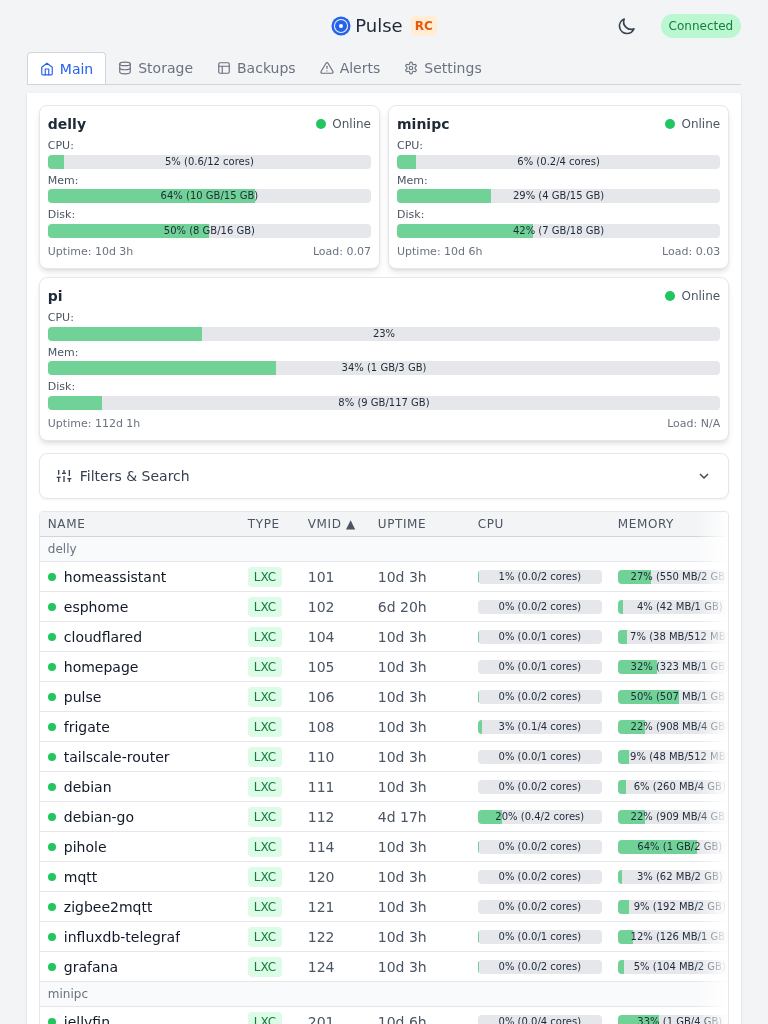 Pulse RC
Connected
Main Storage Backups Alerts Settings
delly Online
CPU:
5% (0.6/12 cores)
Mem:
64% (10 GB/15 GB)
Disk:
50% (8 GB/16 GB)
Uptime: 10d 3h Load: 0.07
minipc Online
CPU:
6% (0.2/4 cores)
Mem:
29% (4 GB/15 GB)
Disk:
42% (7 GB/18 GB)
Uptime: 10d 6h Load: 0.03
pi Online
CPU:
23%
Mem:
34% (1 GB/3 GB)
Disk:
8% (9 GB/117 GB)
Uptime: 112d 1h Load: N/A
Filters & Search
NAME TYPE VMID ▲ UPTIME CPU MEMORY
delly
homeassistant LXC 101 10d 3h 1% (0.0/2 cores) 27% (550 MB/2 GB
esphome LXC 102 6d 20h 0% (0.0/2 cores) 4% (42 MB/1 GB)
cloudflared LXC 104 10d 3h 0% (0.0/1 cores) 7% (38 MB/512 MB
homepage LXC 105 10d 3h 0% (0.0/1 cores) 32% (323 MB/1 GB
pulse LXC 106 10d 3h 0% (0.0/2 cores) 50% (507 MB/1 GB
frigate LXC 108 10d 3h 3% (0.1/4 cores) 22% (908 MB/4 GB
tailscale-router LXC 110 10d 3h 0% (0.0/1 cores) 9% (48 MB/512 MB
debian LXC 111 10d 3h 0% (0.0/2 cores) 6% (260 MB/4 GB)
debian-go LXC 112 4d 17h 20% (0.4/2 cores) 22% (909 MB/4 GB
pihole LXC 114 10d 3h 0% (0.0/2 cores) 64% (1 GB/2 GB)
mqtt LXC 120 10d 3h 0% (0.0/2 cores) 3% (62 MB/2 GB)
zigbee2mqtt LXC 121 10d 3h 0% (0.0/2 cores) 9% (192 MB/2 GB)
influxdb-telegraf LXC 122 10d 3h 0% (0.0/1 cores) 12% (126 MB/1 GB
grafana LXC 124 10d 3h 0% (0.0/2 cores) 5% (104 MB/2 GB)
minipc
jellyfin LXC 201 10d 6h 0% (0.0/4 cores) 33% (1 GB/4 GB)